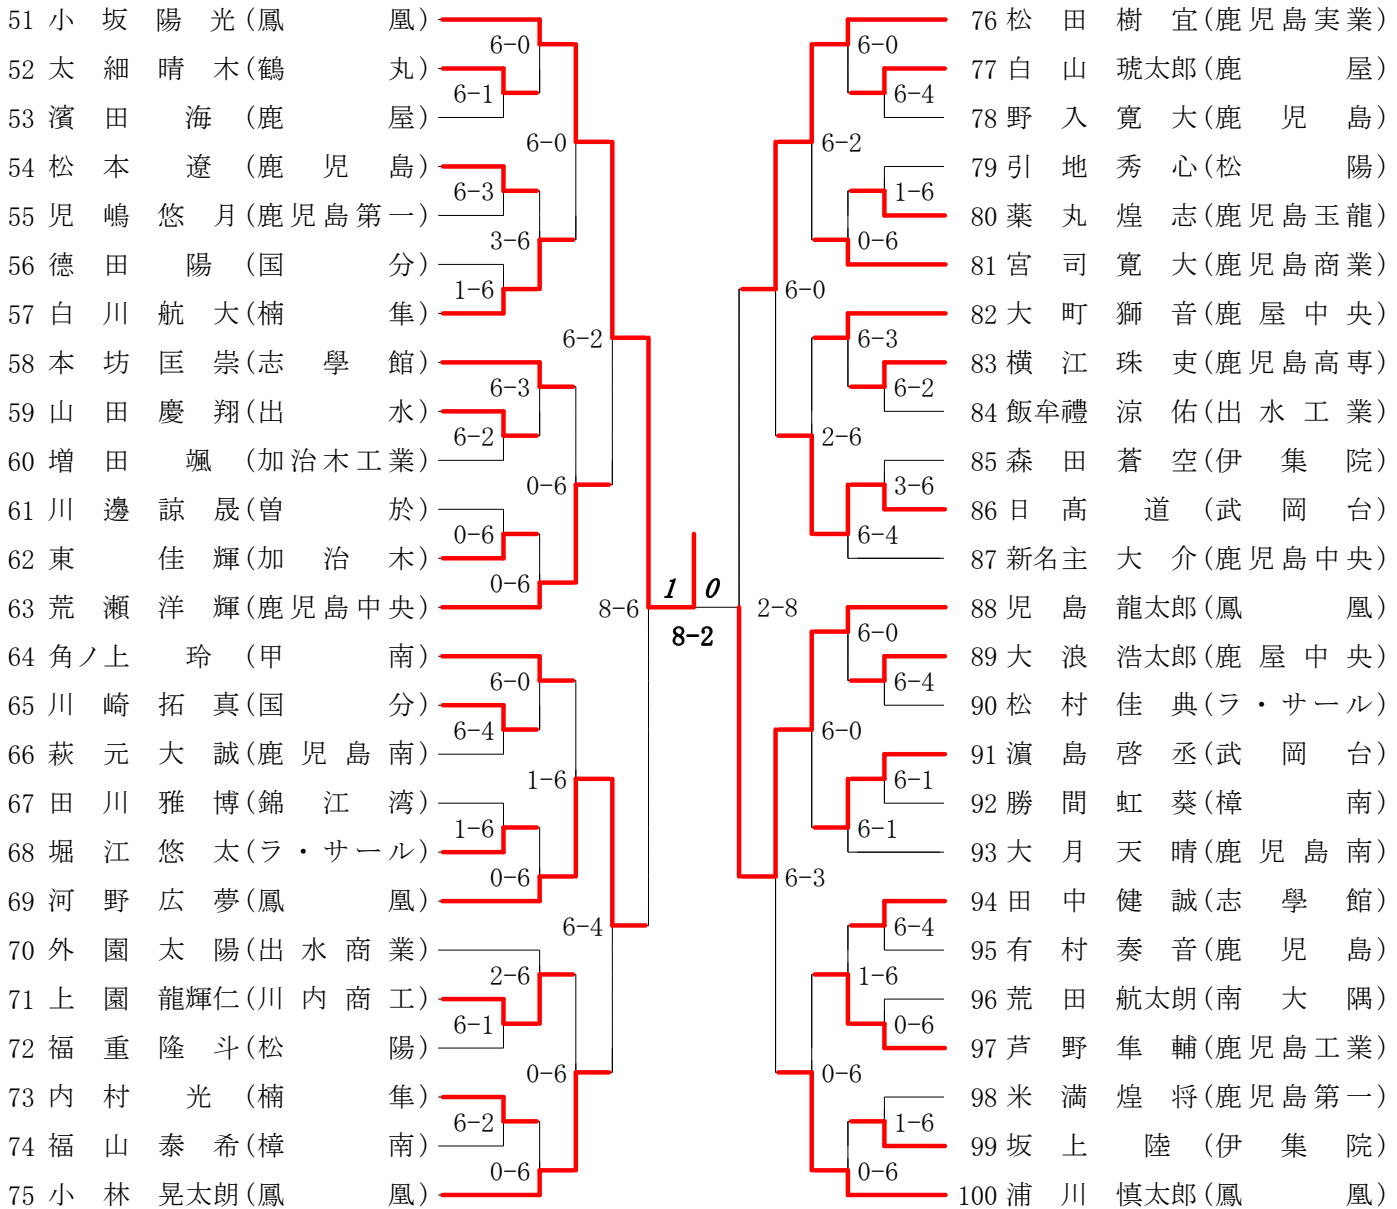 51 小坂陽光(鳳凰)
52 太細晴木(鶴丸)
53 濱田海(鹿屋)
54 松本遼(鹿児島)
55 児嶋悠月(鹿児島第一)
56 德田陽(国分)
57 白川航大(楠隼)
58 本坊匡崇(志學館)
59 山田慶翔(出水)
60 増田颯(加治木工業)
61 川邊諒晟(曽於)
62 東佳輝(加治木)
63 荒瀬洋輝(鹿児島中央)
64 角ノ上玲(甲南)
65 川崎拓真(国分)
66 萩元大誠(鹿児島南)
67 田川雅博(錦江湾)
68 堀江悠太(ラ・サール)
69 河野広夢(鳳凰)
70 外園太陽(出水商業)
71 上園龍輝仁(川内商工)
72 福重隆斗(松陽)
73 内村光(楠隼)
74 福山泰希(樟南)
75 小林晃太朗(鳳凰)
6-0
6-1
6-0
6-3
3-6
1-6
6-2
6-3
6-2
0-6
0-6
0-6
8-6
6-0
6-4
1-6
1-6
0-6
6-4
2-6
6-1
0-6
6-2
0-6
1 0
8-2
6-0
6-4
6-2
1-6
0-6
6-0
6-3
6-2
2-6
3-6
6-4
2-8
6-0
6-4
6-0
6-1
6-1
6-3
6-4
1-6
0-6
0-6
1-6
0-6
76 松田樹宜(鹿児島実業)
77 白山琥太郎(鹿屋)
78 野入寛大(鹿児島)
79 引地秀心(松陽)
80 薬丸煌志(鹿児島玉龍)
81 宮司寛大(鹿児島商業)
82 大町獅音(鹿屋中央)
83 横江珠吏(鹿児島高専)
84 飯牟禮涼佑(出水工業)
85 森田蒼空(伊集院)
86 日髙道(武岡台)
87 新名主大介(鹿児島中央)
88 児島龍太郎(鳳凰)
89 大浪浩太郎(鹿屋中央)
90 松村佳典(ラ・サール)
91 濵島啓丞(武岡台)
92 勝間虹葵(樟南)
93 大月天晴(鹿児島南)
94 田中健誠(志學館)
95 有村奏音(鹿児島)
96 荒田航太朗(南大隅)
97 芦野隼輔(鹿児島工業)
98 米満煌将(鹿児島第一)
99 坂上陸(伊集院)
100 浦川慎太郎(鳳凰)